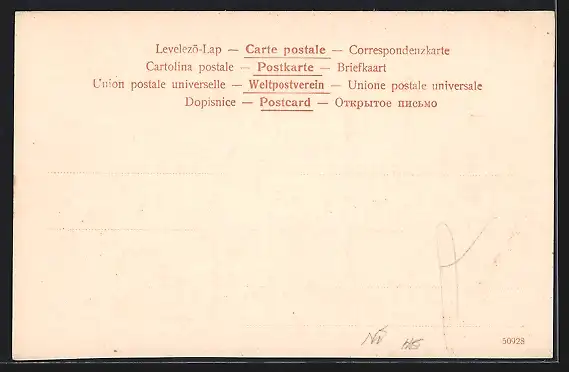 Levelező-Lap — Carte postale — Correspondenzkarte
Cartolina postale — Postkarte — Briefkaart
Union postale universelle — Weltpostverein — Unione postale universale
Dopisnice — Postcard — Открытое письмо
50928